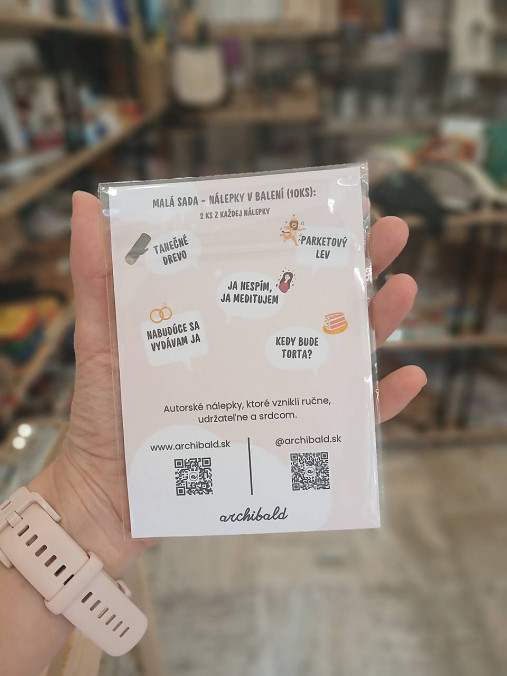 MALÁ SADA - NÁLEPKY V BALENÍ (10KS):
2 KS Z KAŽDEJ NÁLEPKY
TANEČNÉ
DREVO
PARKETOVÝ
LEV
JA NESPÍM,
JA MEDITUJEM
NABUDÚCE SA
VYDÁVAM JA
KEDY BUDE
TORTA?
Autorské nálepky, ktoré vznikli ručne,
udržateľne a srdcom.
www.archibald.sk
@archibald.sk
archibald